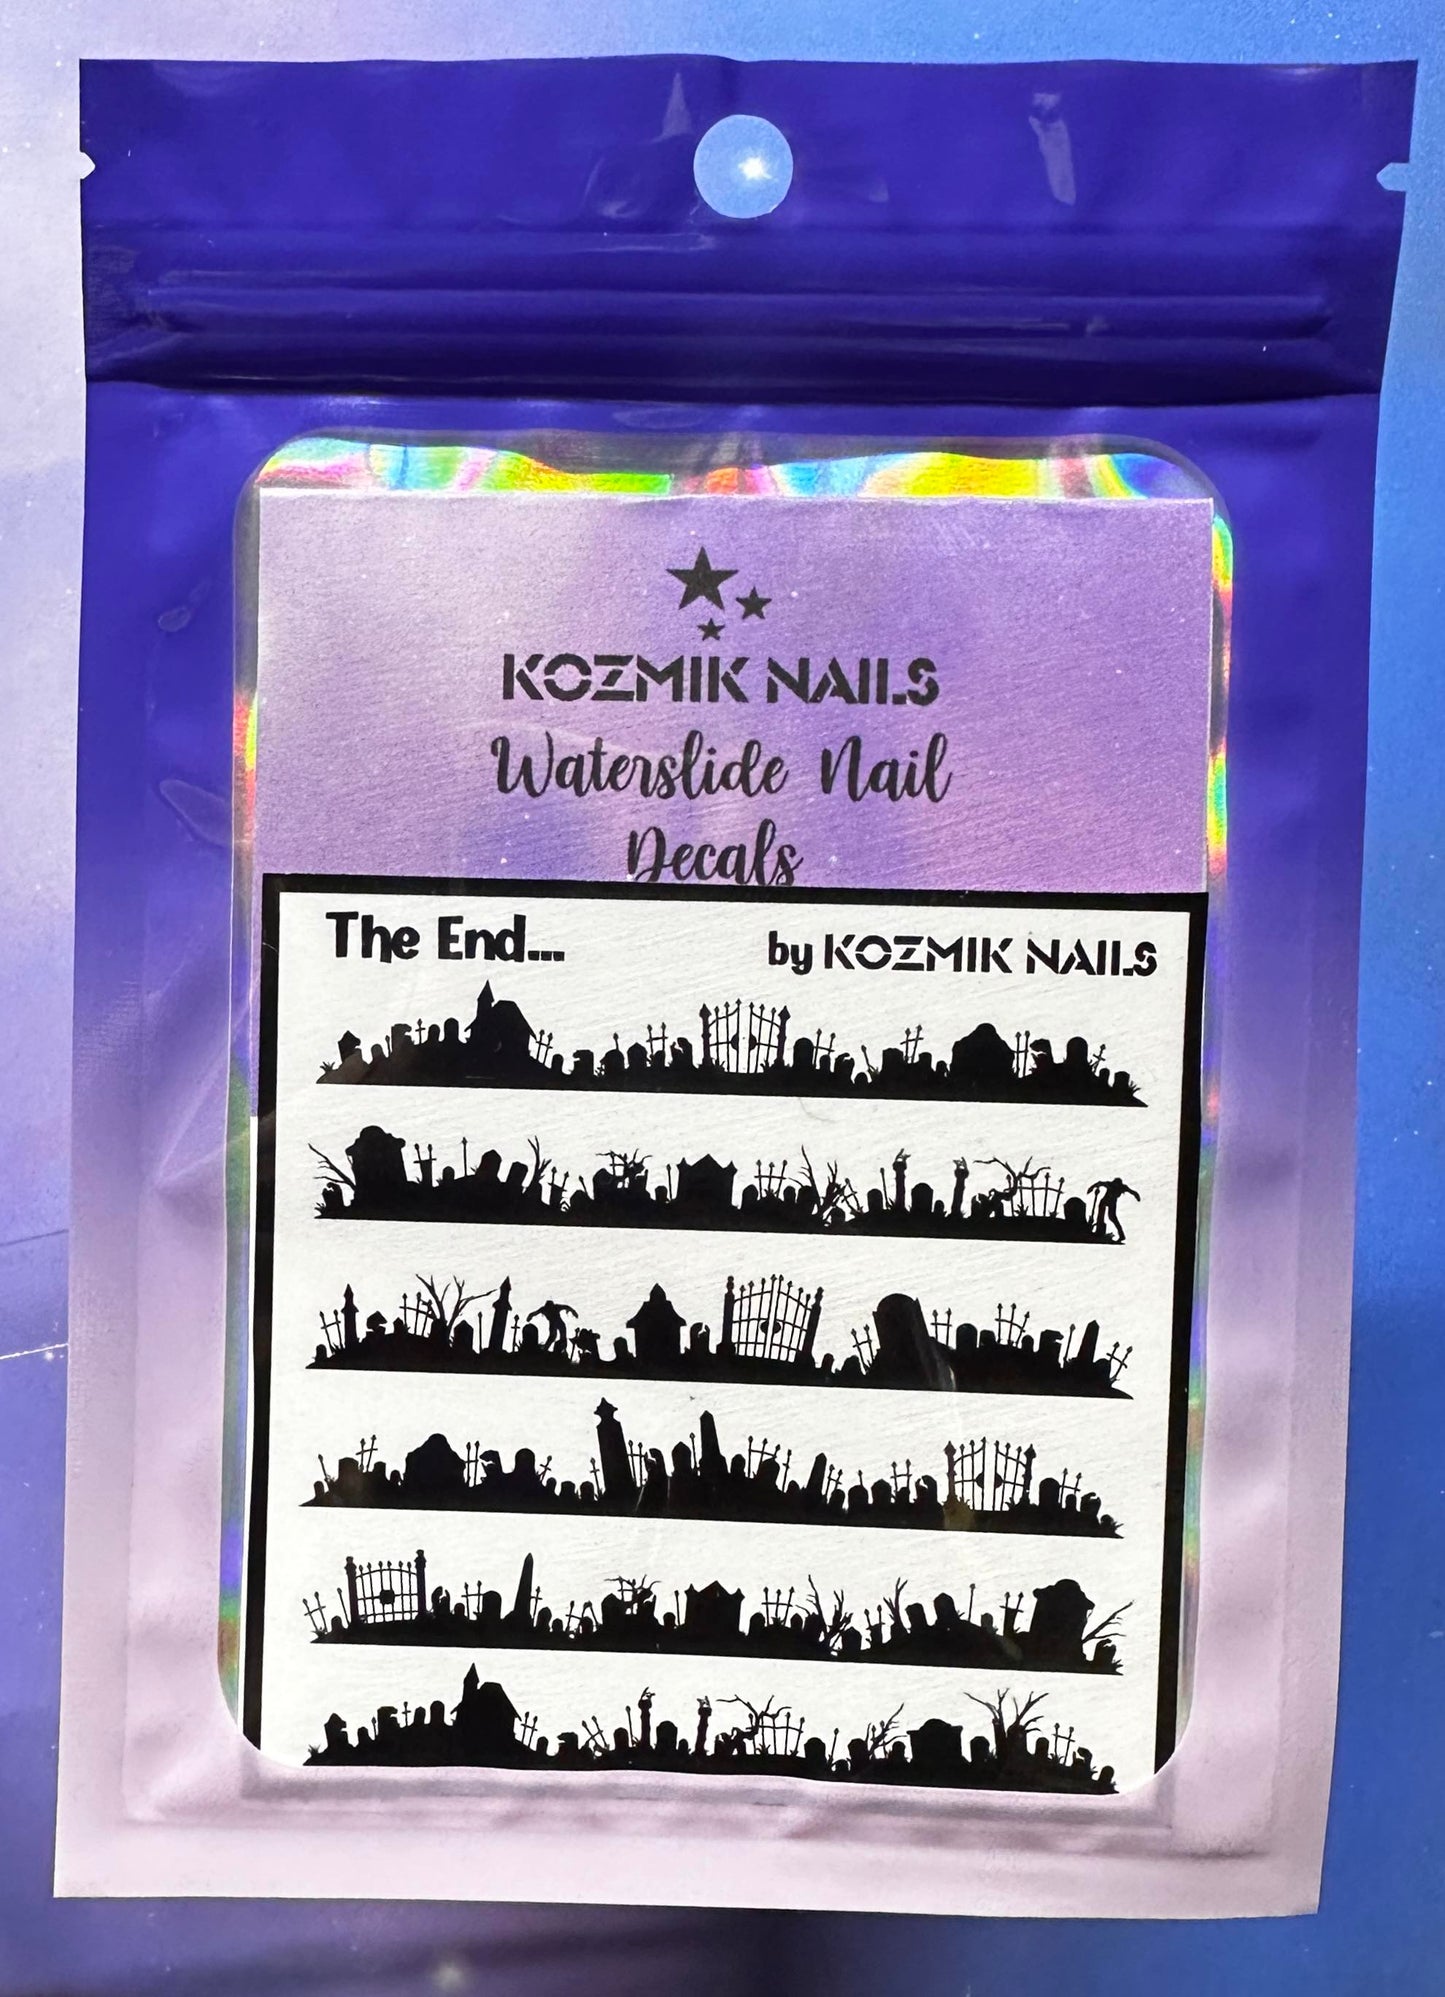 KOZMIK NAILS
Waterslide Nail
Decals
The End...
by KOZMIK NAILS